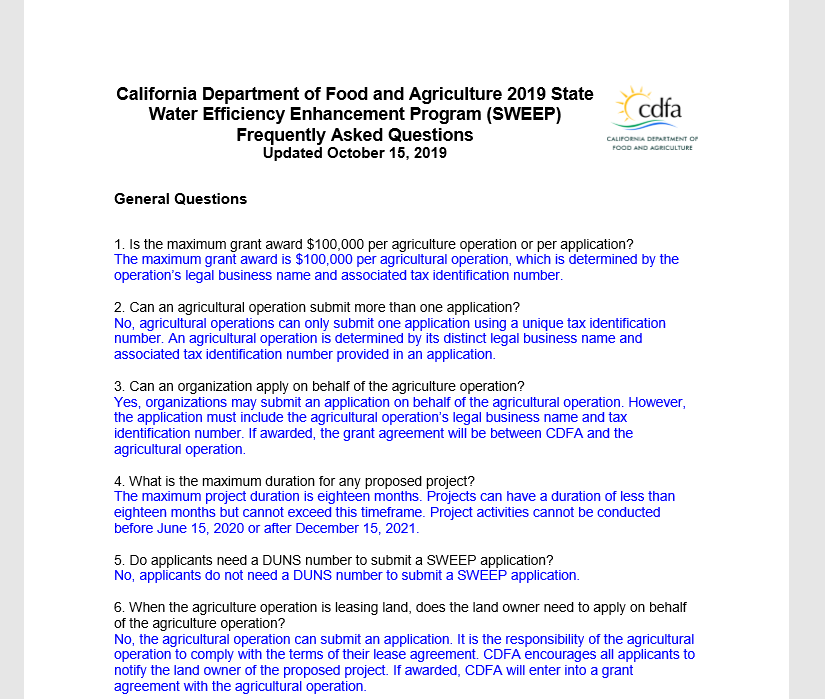 California Department of Food and Agriculture 2019 State
Water Efficiency Enhancement Program (SWEEP)
Frequently Asked Questions
Updated October 15, 2019
cdfa
CALIFORNIA DEPARTMENT OF
FOOD AND AGRICULTURE
General Questions
1. Is the maximum grant award $100,000 per agriculture operation or per application?
The maximum grant award is $100,000 per agricultural operation, which is determined by the
operation’s legal business name and associated tax identification number.
2. Can an agricultural operation submit more than one application?
No, agricultural operations can only submit one application using a unique tax identification
number. An agricultural operation is determined by its distinct legal business name and
associated tax identification number provided in an application.
3. Can an organization apply on behalf of the agriculture operation?
Yes, organizations may submit an application on behalf of the agricultural operation. However,
the application must include the agricultural operation’s legal business name and tax
identification number. If awarded, the grant agreement will be between CDFA and the
agricultural operation.
4. What is the maximum duration for any proposed project?
The maximum project duration is eighteen months. Projects can have a duration of less than
eighteen months but cannot exceed this timeframe. Project activities cannot be conducted
before June 15, 2020 or after December 15, 2021.
5. Do applicants need a DUNS number to submit a SWEEP application?
No, applicants do not need a DUNS number to submit a SWEEP application.
6. When the agriculture operation is leasing land, does the land owner need to apply on behalf
of the agriculture operation?
No, the agricultural operation can submit an application. It is the responsibility of the agricultural
operation to comply with the terms of their lease agreement. CDFA encourages all applicants to
notify the land owner of the proposed project. If awarded, CDFA will enter into a grant
agreement with the agricultural operation.